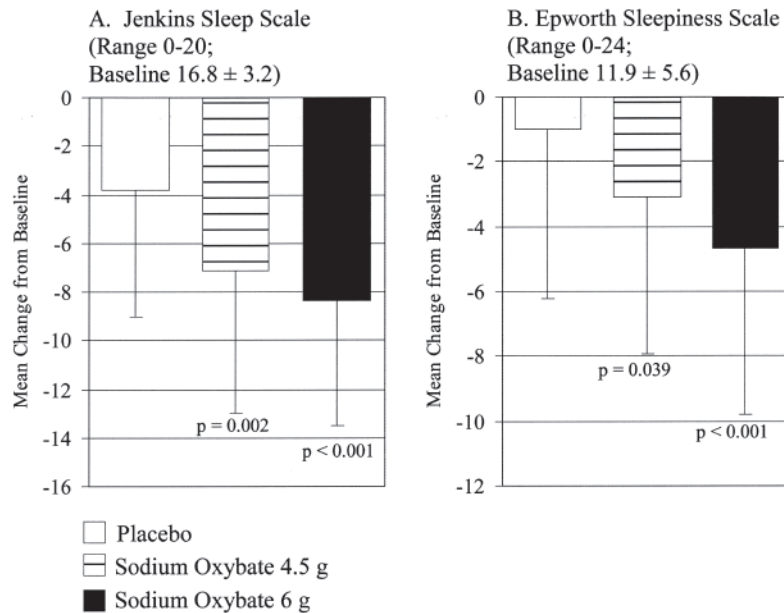 A. Jenkins Sleep Scale
(Range 0-20;
Baseline 16.8 ± 3.2)
Mean Change from Baseline
0
-2
-4
-6
-8
-10
-12
-14
-16
p = 0.002
p < 0.001
B. Epworth Sleepiness Scale
(Range 0-24;
Baseline 11.9 ± 5.6)
Mean Change from Baseline
0
-2
-4
-6
-8
-10
-12
p = 0.039
p < 0.001
Placebo
Sodium Oxybate 4.5 g
Sodium Oxybate 6 g